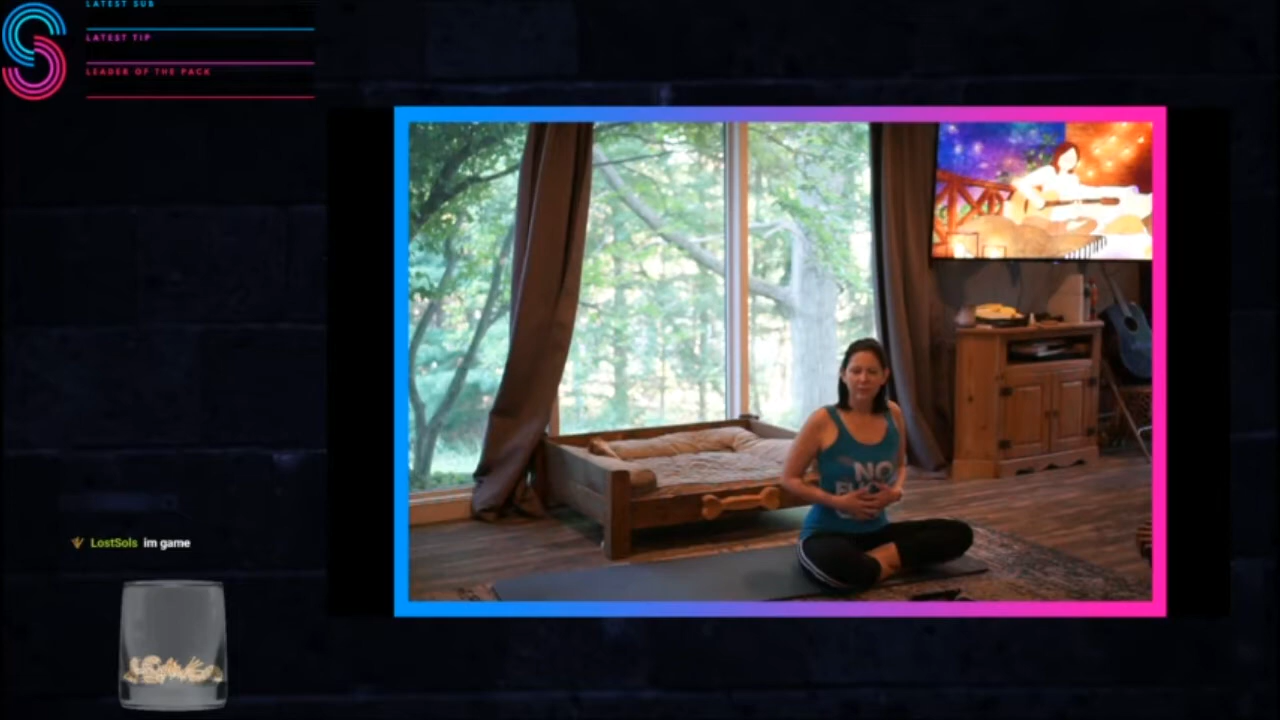 LATEST SUB
LATEST TIP
LEADER OF THE PACK
NO
LostSols im game